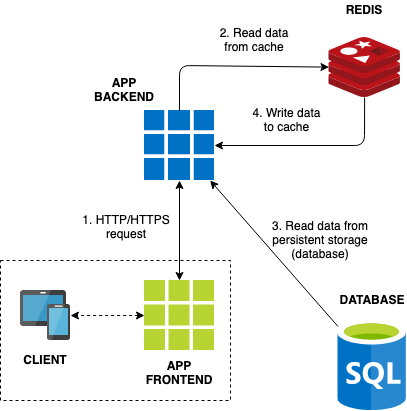 REDIS
2. Read data
from cache
APP
BACKEND
4. Write data
to cache
1. HTTP/HTTPS
request
3. Read data from
persistent storage
(database)
DATABASE
CLIENT
APP
FRONTEND
SQL